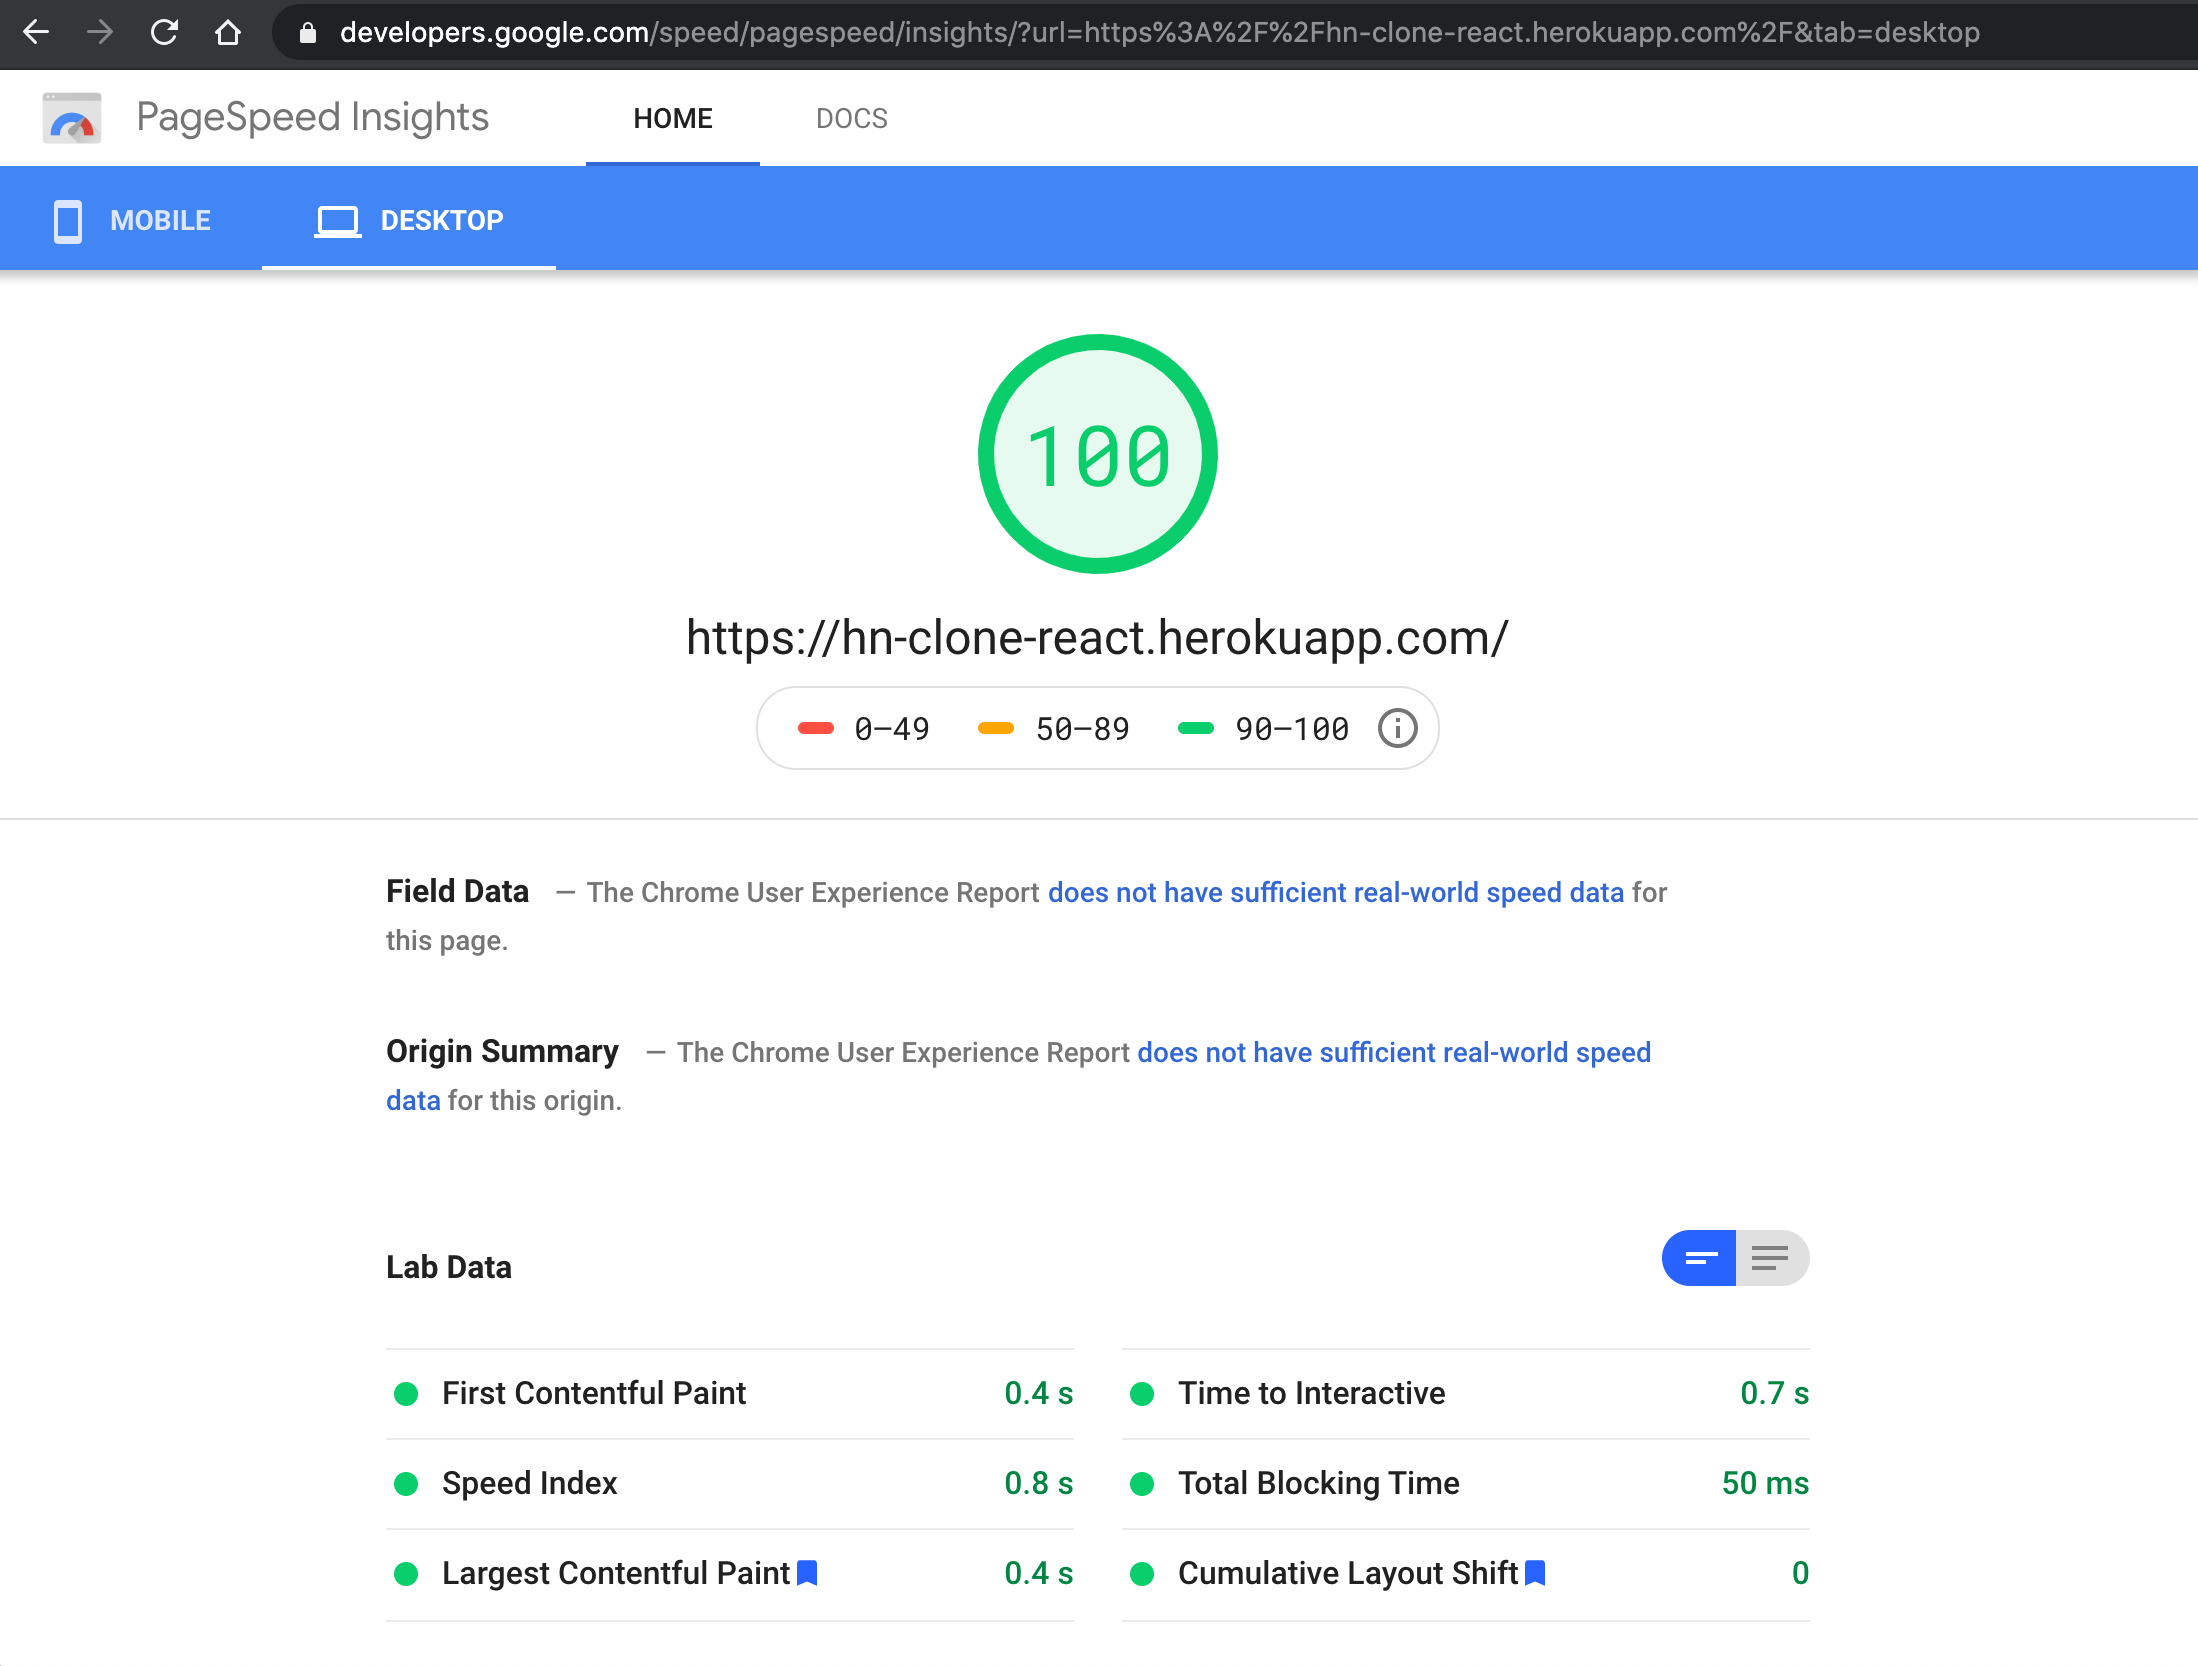 developers.google.com/speed/pagespeed/insights/?url=https%3A%2F%2Fhn-clone-react.herokuapp.com%2F&tab=desktop
PageSpeed Insights HOME DOCS
MOBILE DESKTOP
100
https://hn-clone-react.herokuapp.com/
0–49 50–89 90–100
Field Data — The Chrome User Experience Report does not have sufficient real-world speed data for
this page.
Origin Summary — The Chrome User Experience Report does not have sufficient real-world speed
data for this origin.
Lab Data
First Contentful Paint 0.4 s Time to Interactive 0.7 s
Speed Index 0.8 s Total Blocking Time 50 ms
Largest Contentful Paint 0.4 s Cumulative Layout Shift 0